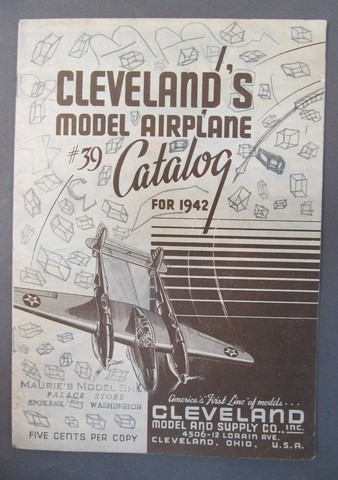 CLEVELAND'S
MODEL AIRPLANE
#39 Catalog
FOR 1942
MAURIE'S MODEL SHOP
PALACE STORE
SPOKANE WASHINGTON
FIVE CENTS PER COPY
America's "First Line" of models...
CLEVELAND
MODEL AND SUPPLY CO., INC.
4506-12 LORAIN AVE.
CLEVELAND, OHIO, U.S.A.